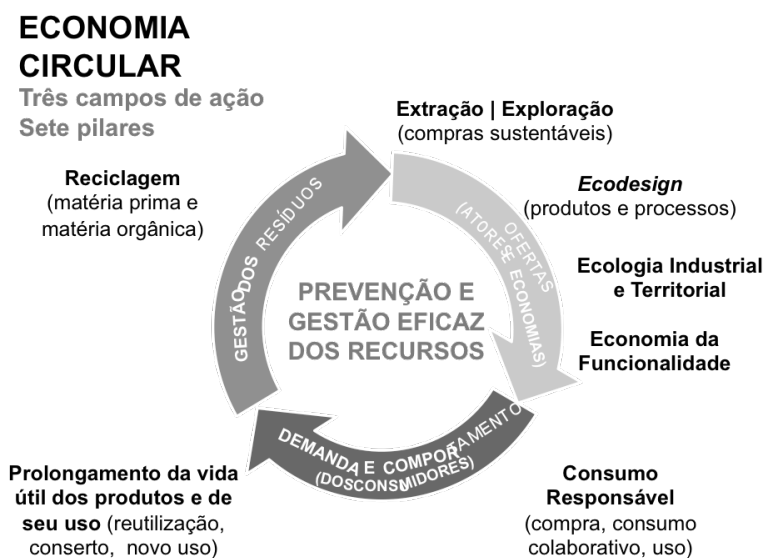 ECONOMIA
CIRCULAR
Três campos de ação
Sete pilares
Extração | Exploração
(compras sustentáveis)
Ecodesign
(produtos e processos)
Ecologia Industrial
e Territorial
Economia da
Funcionalidade
OFERTAS
(ATORES E ECONOMIAS)
Reciclagem
(matéria prima e
matéria orgânica)
GESTÃO DOS RESÍDUOS
PREVENÇÃO E
GESTÃO EFICAZ
DOS RECURSOS
DEMANDA E COMPORTAMENTO
(DOS CONSUMIDORES)
Prolongamento da vida
útil dos produtos e de
seu uso (reutilização,
conserto, novo uso)
Consumo
Responsável
(compra, consumo
colaborativo, uso)